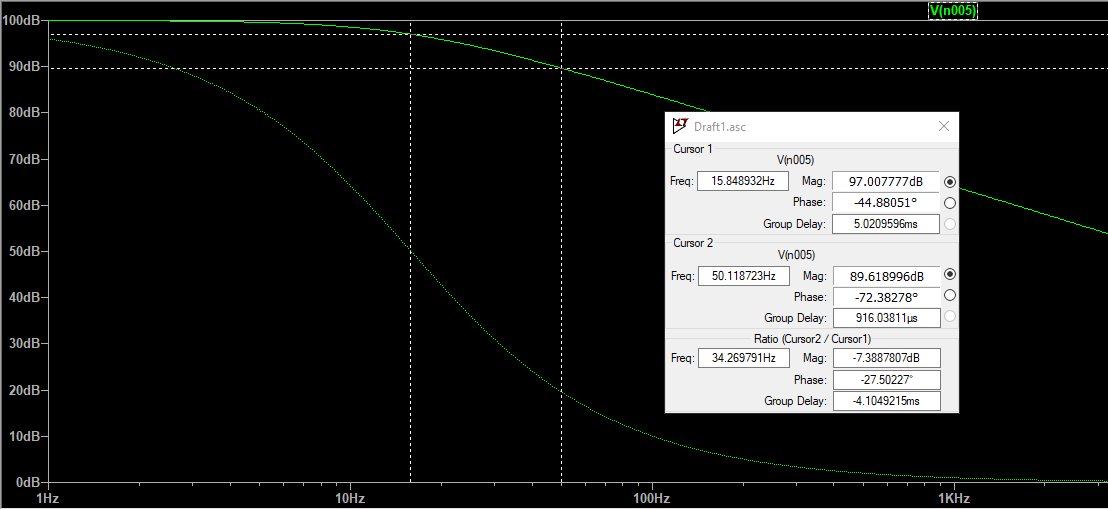 V(n005)
100dB
90dB
80dB
70dB
60dB
50dB
40dB
30dB
20dB
10dB
0dB
1Hz
10Hz
100Hz
1KHz
Draft1.asc
Cursor 1
V(n005)
Freq: 15.848932Hz Mag: 97.007777dB
Phase: -44.88051°
Group Delay: 5.0209596ms
Cursor 2
V(n005)
Freq: 50.118723Hz Mag: 89.618996dB
Phase: -72.38278°
Group Delay: 916.03811µs
Ratio (Cursor2 / Cursor1)
Freq: 34.269791Hz Mag: -7.3887807dB
Phase: -27.50227°
Group Delay: -4.1049215ms